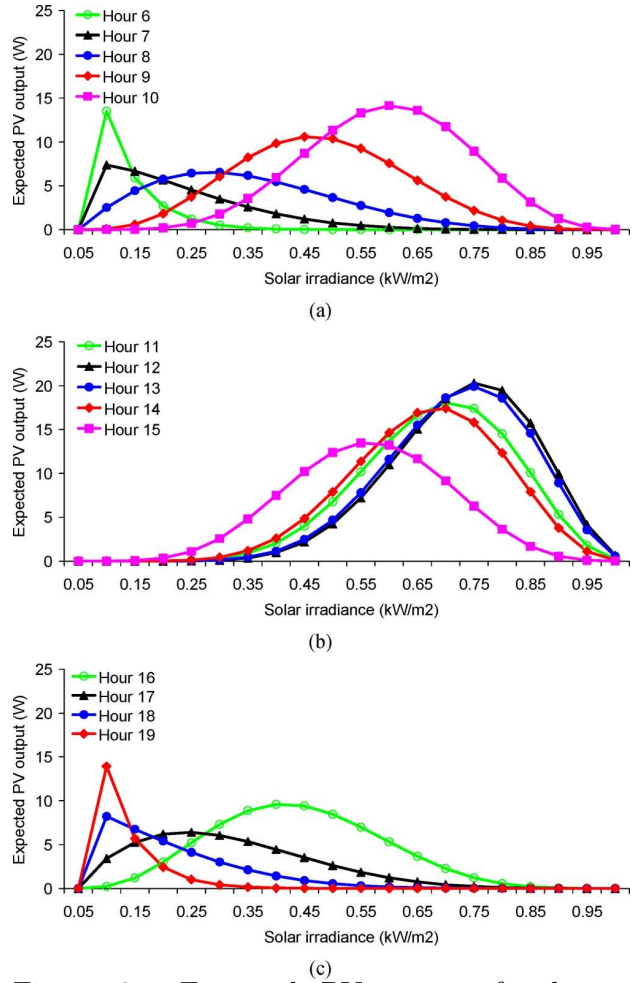 25
20
15
10
5
0
Expected PV output (W)
Hour 6
Hour 7
Hour 8
Hour 9
Hour 10
0.05 0.15 0.25 0.35 0.45 0.55 0.65 0.75 0.85 0.95
Solar irradiance (kW/m2)
(a)
25
20
15
10
5
0
Expected PV output (W)
Hour 11
Hour 12
Hour 13
Hour 14
Hour 15
0.05 0.15 0.25 0.35 0.45 0.55 0.65 0.75 0.85 0.95
Solar irradiance (kW/m2)
(b)
25
20
15
10
5
0
Expected PV output (W)
Hour 16
Hour 17
Hour 18
Hour 19
0.05 0.15 0.25 0.35 0.45 0.55 0.65 0.75 0.85 0.95
Solar irradiance (kW/m2)
(c)